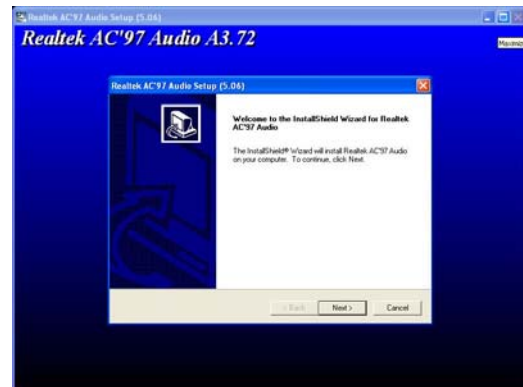 Realtek AC'97 Audio Setup (5.06)
Realtek AC'97 Audio A3.72
Realtek AC'97 Audio Setup (5.06)
Welcome to the InstallShield Wizard for Realtek
AC'97 Audio
The InstallShield® Wizard will install Realtek AC'97 Audio
on your computer. To continue, click Next.
< Back
Next >
Cancel